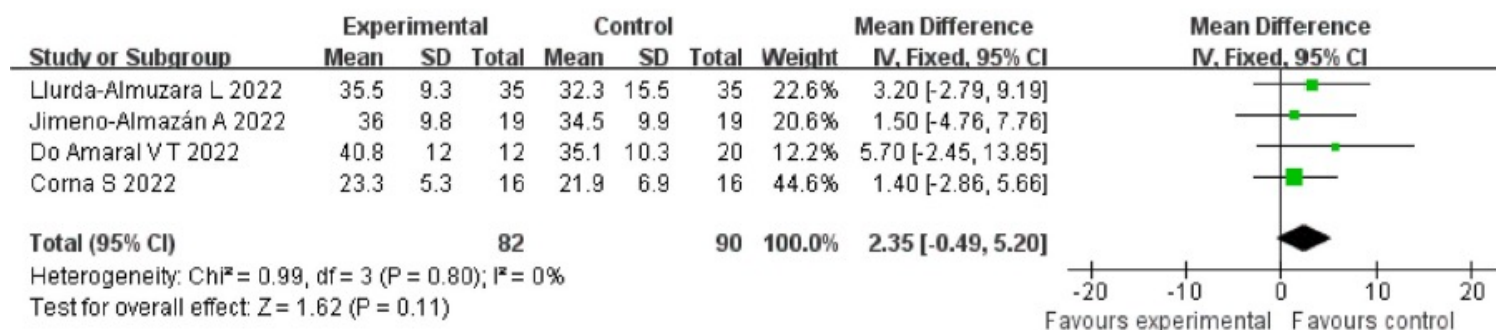 Experimental Control Mean Difference Mean Difference
Study or Subgroup Mean SD Total Mean SD Total Weight IV, Fixed, 95% CI IV, Fixed, 95% CI
Llurda-Almuzara L 2022 35.5 9.3 35 32.3 15.5 35 22.6% 3.20 [-2.79, 9.19]
Jimeno-Almazán A 2022 36 9.8 19 34.5 9.9 19 20.6% 1.50 [-4.76, 7.76]
Do Amaral V T 2022 40.8 12 12 35.1 10.3 20 12.2% 5.70 [-2.45, 13.85]
Corna S 2022 23.3 5.3 16 21.9 6.9 16 44.6% 1.40 [-2.86, 5.66]
Total (95% CI) 82 90 100.0% 2.35 [-0.49, 5.20]
Heterogeneity: Chi² = 0.99, df = 3 (P = 0.80); I² = 0%
Test for overall effect: Z = 1.62 (P = 0.11)
-20 -10 0 10 20
Favours experimental Favours control